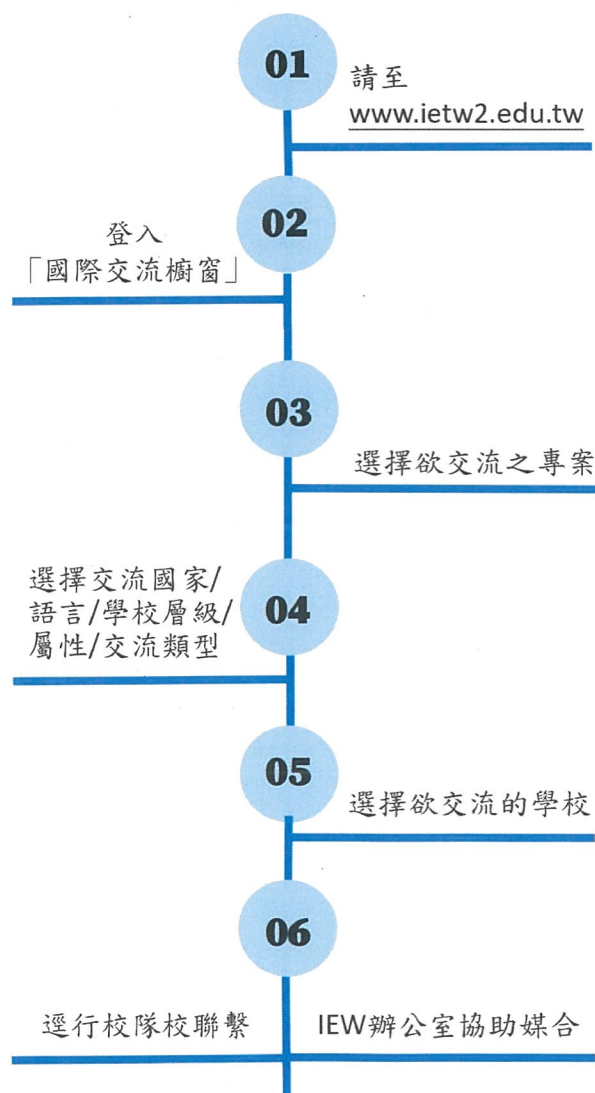 01
請至
www.ietw2.edu.tw
02
登入
「國際交流櫥窗」
03
選擇欲交流之專案
04
選擇交流國家/
語言/學校層級/
屬性/交流類型
05
選擇欲交流的學校
06
逕行校隊校聯繫
IEW辦公室協助媒合